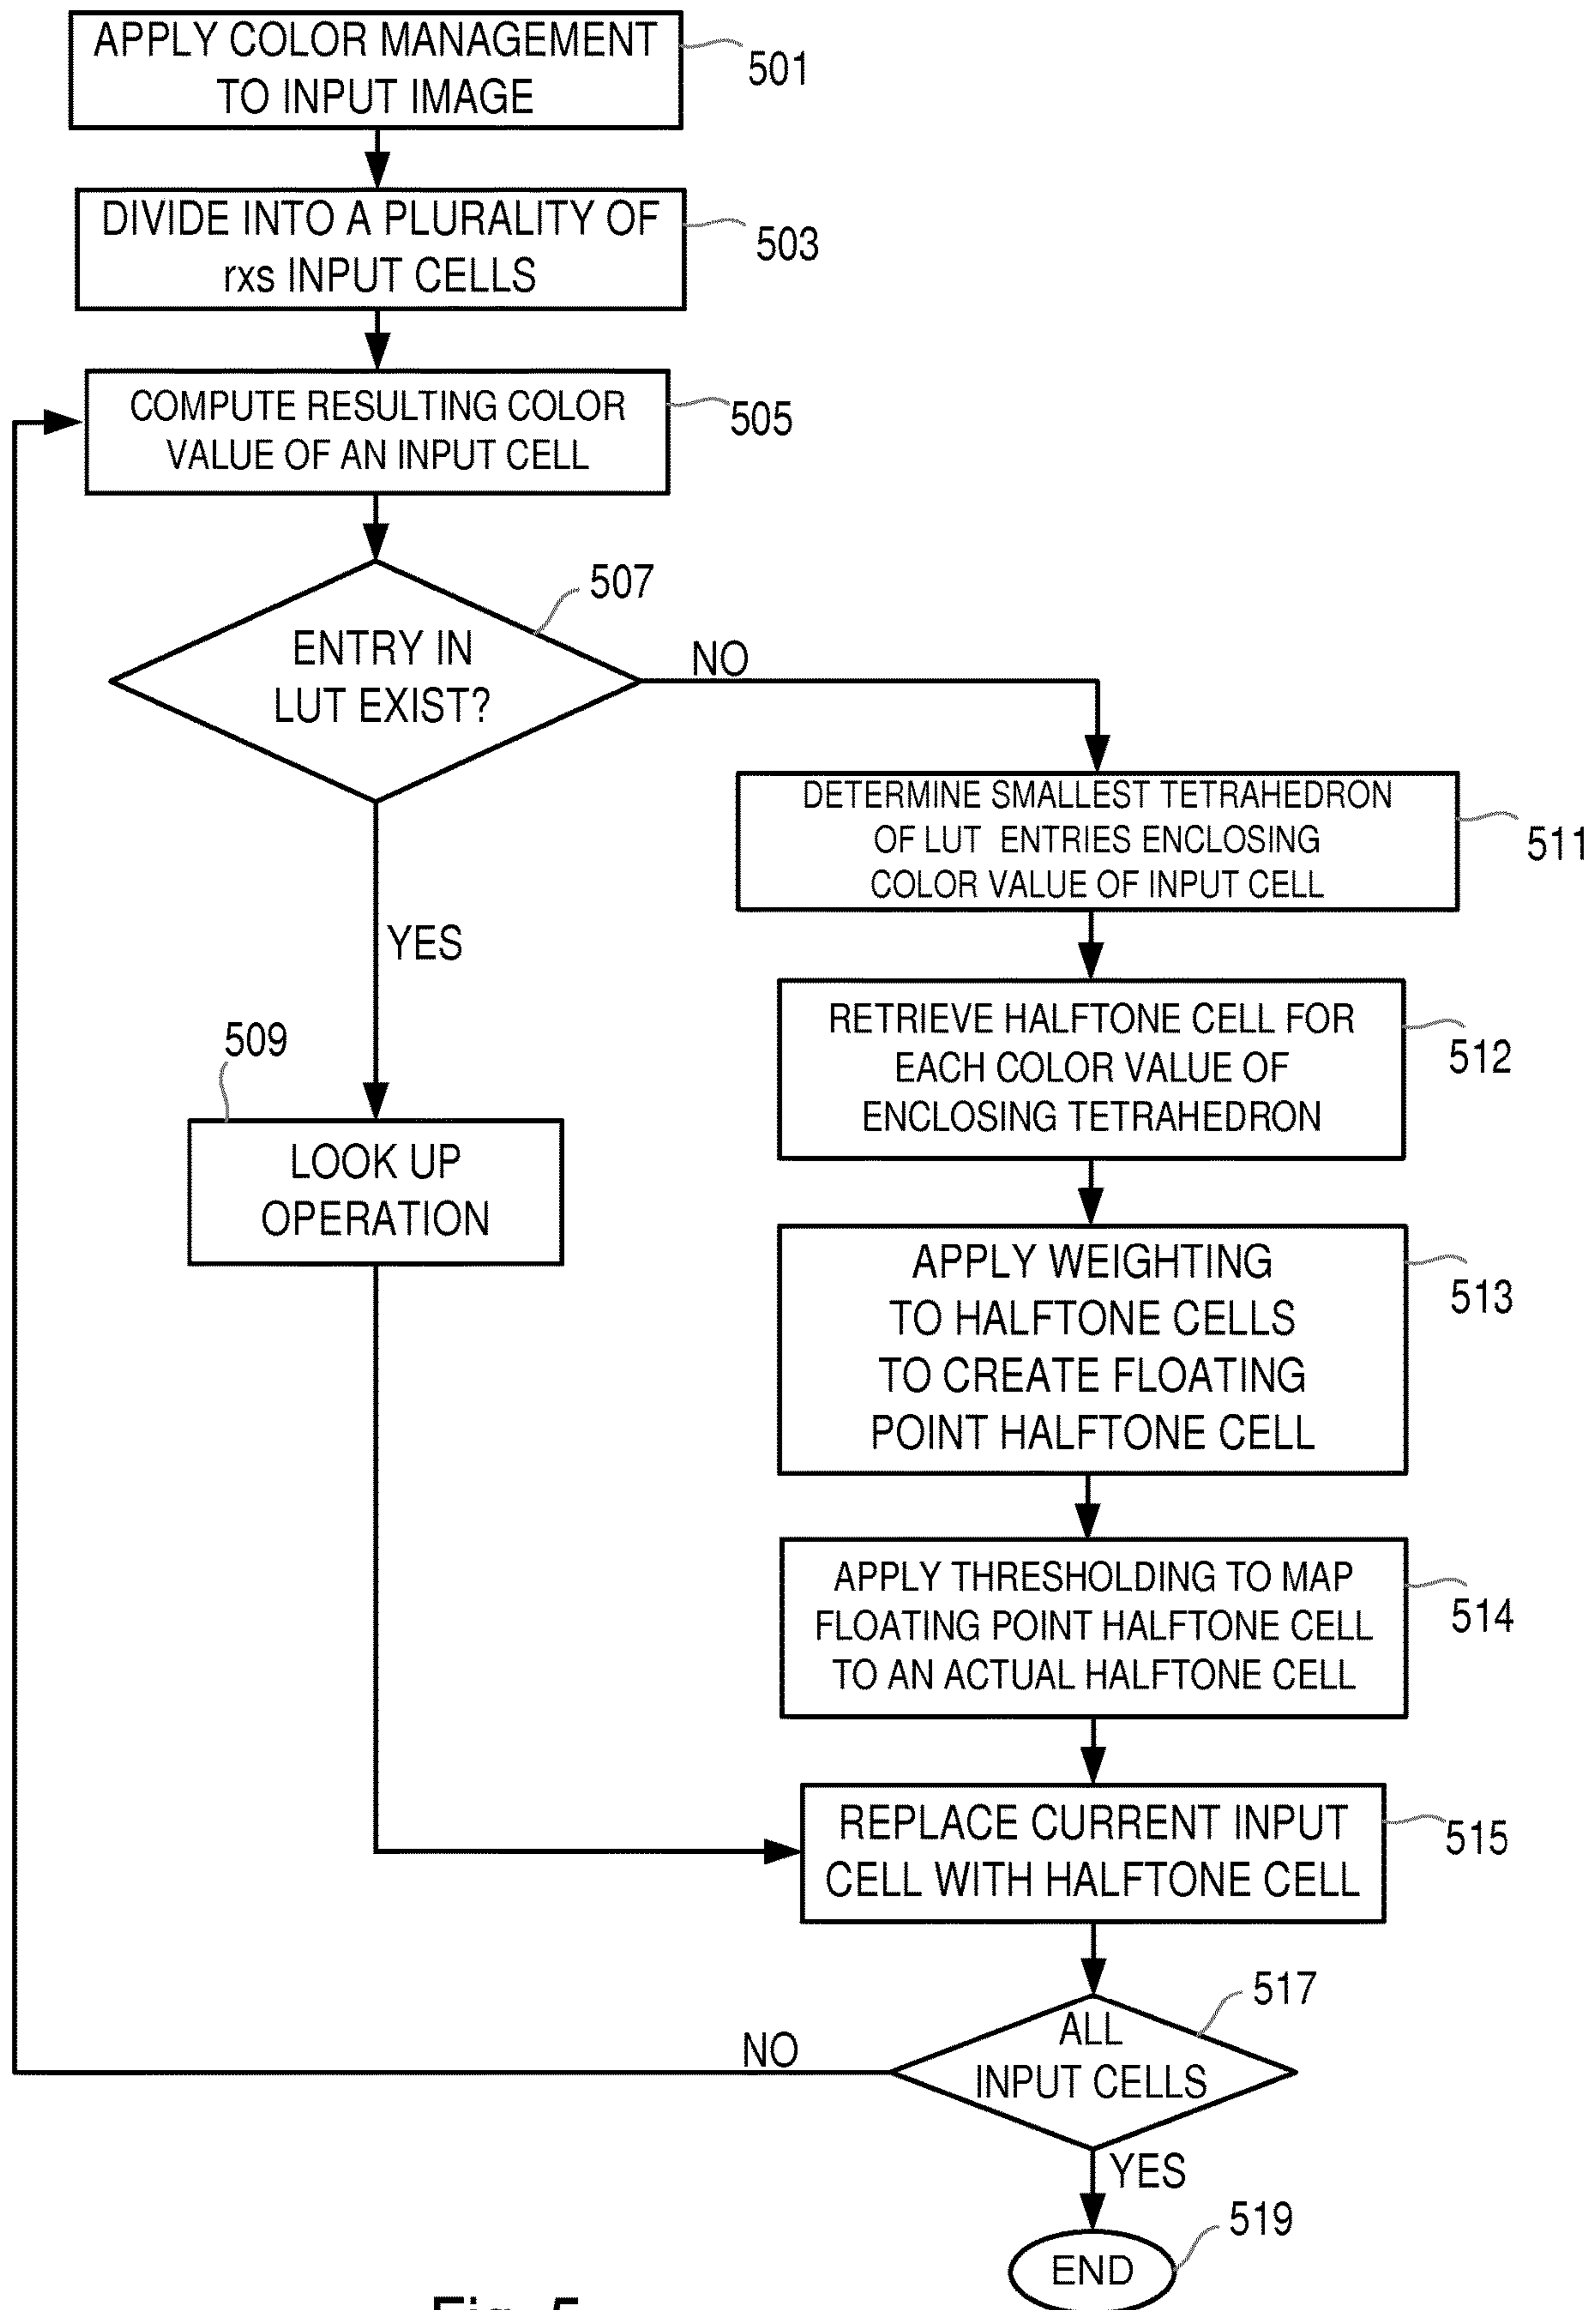 APPLY COLOR MANAGEMENT
TO INPUT IMAGE
501
DIVIDE INTO A PLURALITY OF
rxs INPUT CELLS
503
COMPUTE RESULTING COLOR
VALUE OF AN INPUT CELL
505
507
ENTRY IN
LUT EXIST?
NO
YES
509
LOOK UP
OPERATION
DETERMINE SMALLEST TETRAHEDRON
OF LUT ENTRIES ENCLOSING
COLOR VALUE OF INPUT CELL
511
RETRIEVE HALFTONE CELL FOR
EACH COLOR VALUE OF
ENCLOSING TETRAHEDRON
512
APPLY WEIGHTING
TO HALFTONE CELLS
TO CREATE FLOATING
POINT HALFTONE CELL
513
APPLY THRESHOLDING TO MAP
FLOATING POINT HALFTONE CELL
TO AN ACTUAL HALFTONE CELL
514
REPLACE CURRENT INPUT
CELL WITH HALFTONE CELL
515
517
ALL
INPUT CELLS
NO
YES
519
END
Fig. 5